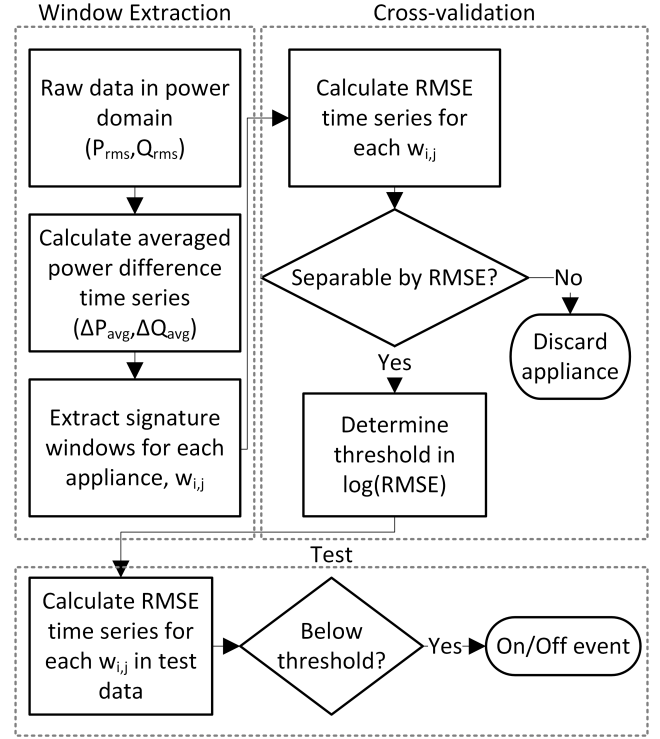 Window Extraction
Raw data in power
domain
(Prms,Qrms)
Calculate averaged
power difference
time series
(ΔPavg,ΔQavg)
Extract signature
windows for each
appliance, wi,j
Cross-validation
Calculate RMSE
time series for
each wi,j
Separable by RMSE?
No
Discard
appliance
Yes
Determine
threshold in
log(RMSE)
Test
Calculate RMSE
time series for
each wi,j in test
data
Below
threshold?
Yes
On/Off event